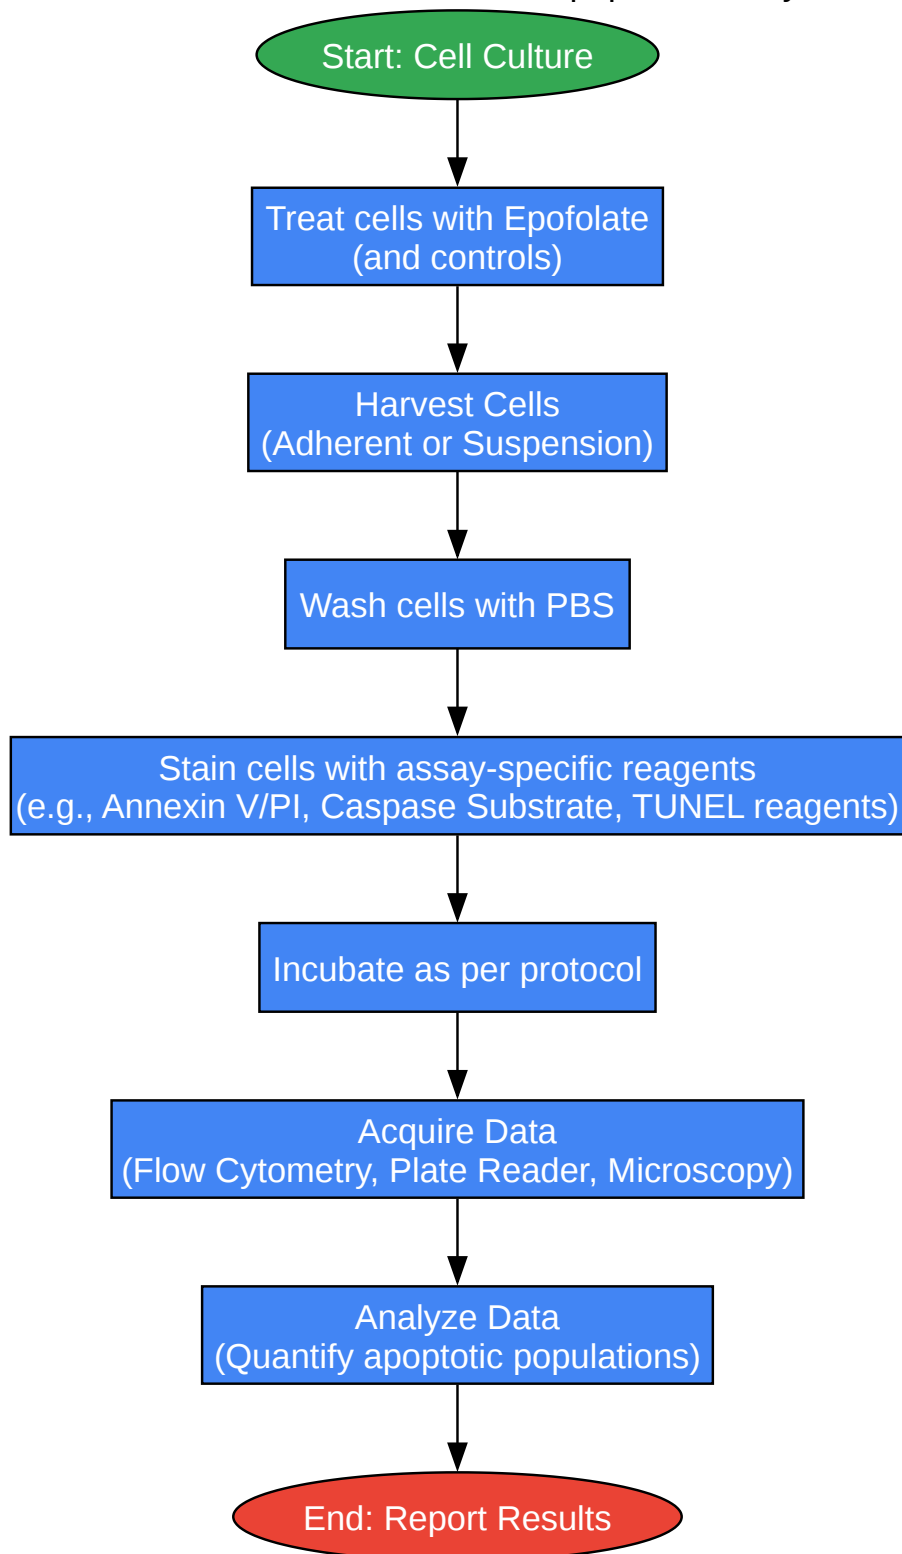 Start: Cell Culture
Treat cells with Epofolate
(and controls)
Harvest Cells
(Adherent or Suspension)
Wash cells with PBS
Stain cells with assay-specific reagents
(e.g., Annexin V/PI, Caspase Substrate, TUNEL reagents)
Incubate as per protocol
Acquire Data
(Flow Cytometry, Plate Reader, Microscopy)
Analyze Data
(Quantify apoptotic populations)
End: Report Results